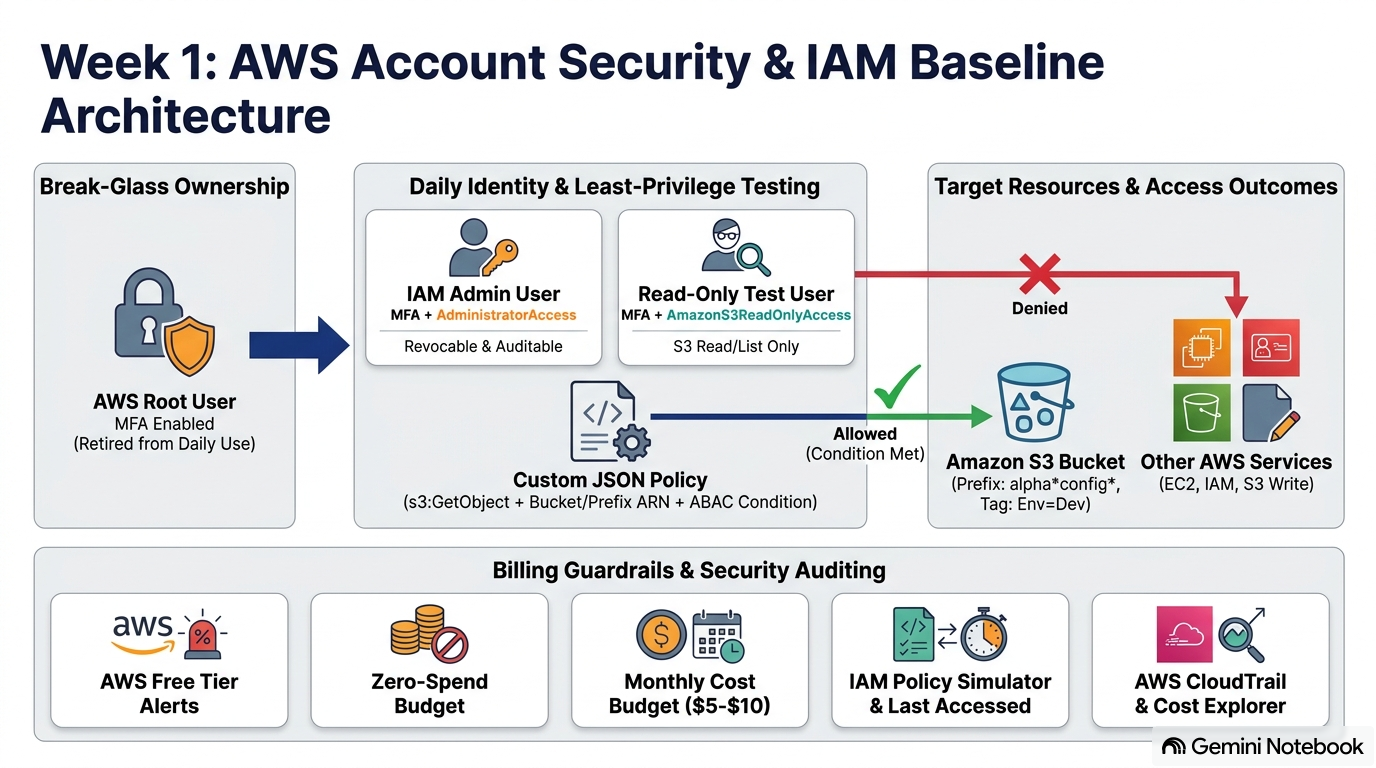 Week 1: AWS Account Security & IAM Baseline
Architecture
Break-Glass Ownership
AWS Root User
MFA Enabled
(Retired from Daily Use)
Daily Identity & Least-Privilege Testing
IAM Admin User
MFA + AdministratorAccess
Revocable & Auditable
Read-Only Test User
MFA + AmazonS3ReadOnlyAccess
S3 Read/List Only
</>
Custom JSON Policy
(s3:GetObject + Bucket/Prefix ARN + ABAC Condition)
Allowed
(Condition Met)
Target Resources & Access Outcomes
Denied
Amazon S3 Bucket
(Prefix: alpha*config*,
Tag: Env=Dev)
Other AWS Services
(EC2, IAM, S3 Write)
Billing Guardrails & Security Auditing
aws
%
AWS Free Tier
Alerts
Zero-Spend
Budget
$
Monthly Cost
Budget ($5-$10)
</>
IAM Policy Simulator
& Last Accessed
AWS CloudTrail
& Cost Explorer
Gemini Notebook